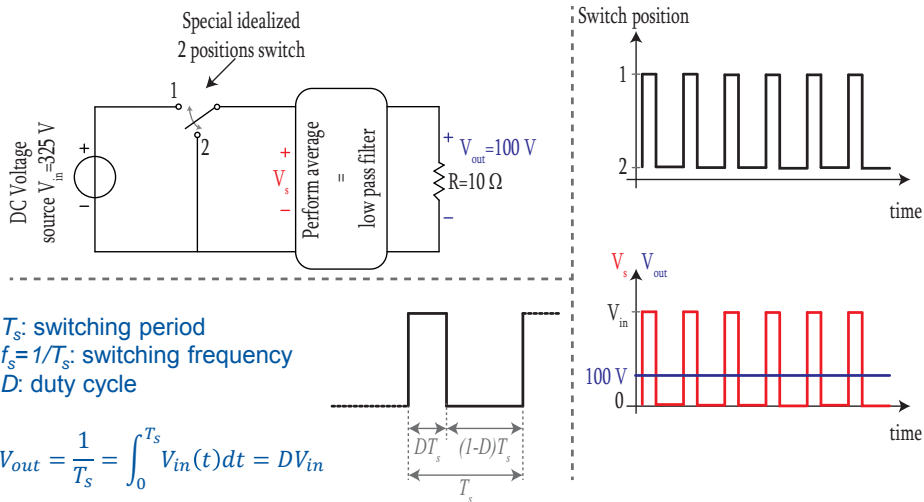 Special idealized
2 positions switch
1
2
DC Voltage
source V_in=325 V
+
−
+
V_s
−
Perform average
=
low pass filter
+
V_out=100 V
R=10 Ω
−
Switch position
1
2
time
V_s V_out
V_in
100 V
0
time
T_s: switching period
f_s=1/T_s: switching frequency
D: duty cycle
V_out = 1/T_s = ∫_0^{T_s} V_in(t)dt = DV_in
DT_s (1-D)T_s
T_s